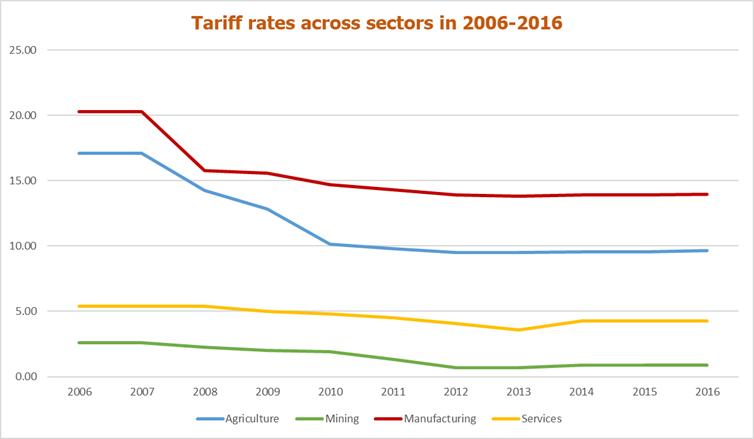 Tariff rates across sectors in 2006-2016
25.00
20.00
15.00
10.00
5.00
0.00
2006 2007 2008 2009 2010 2011 2012 2013 2014 2015 2016
Agriculture Mining Manufacturing Services